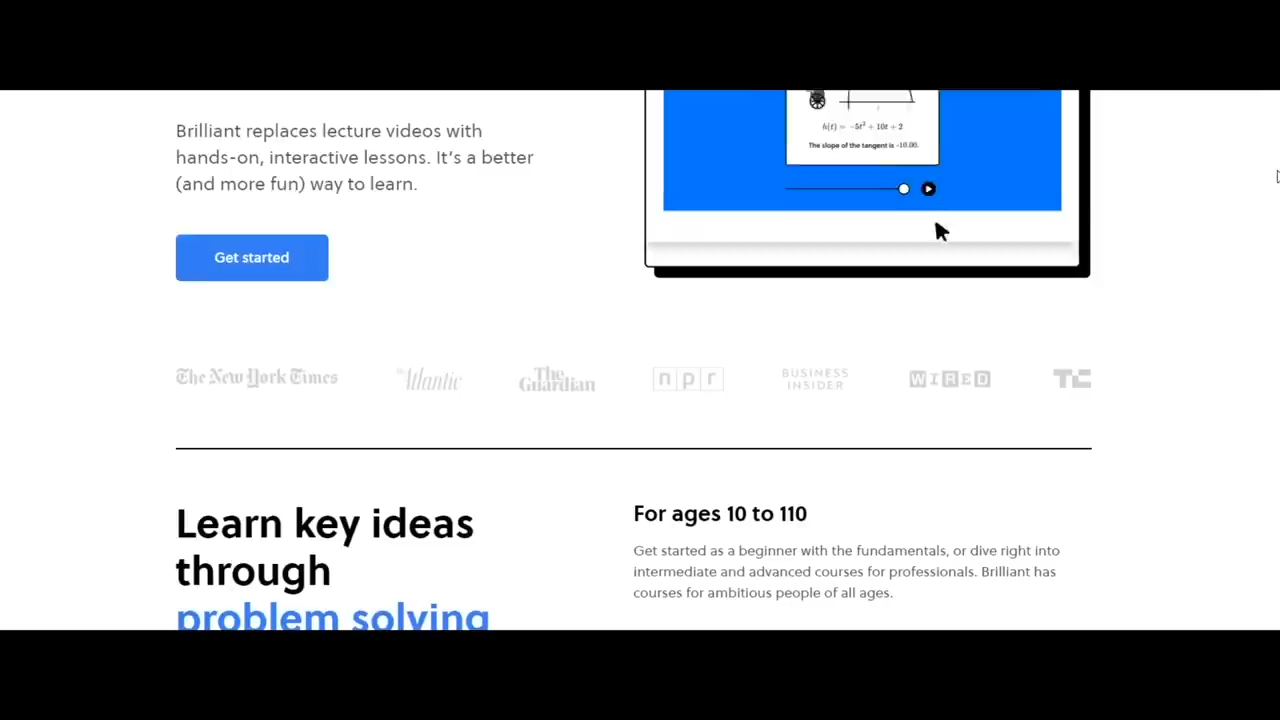 Brilliant replaces lecture videos with
hands-on, interactive lessons. It's a better
(and more fun) way to learn.
Get started
h(t) = -5t² + 10t + 2
The slope of the tangent is -10.00.
The New York Times
The Atlantic
The
Guardian
npr
BUSINESS
INSIDER
WIRED
TC
Learn key ideas
through
problem solving
For ages 10 to 110
Get started as a beginner with the fundamentals, or dive right into
intermediate and advanced courses for professionals. Brilliant has
courses for ambitious people of all ages.